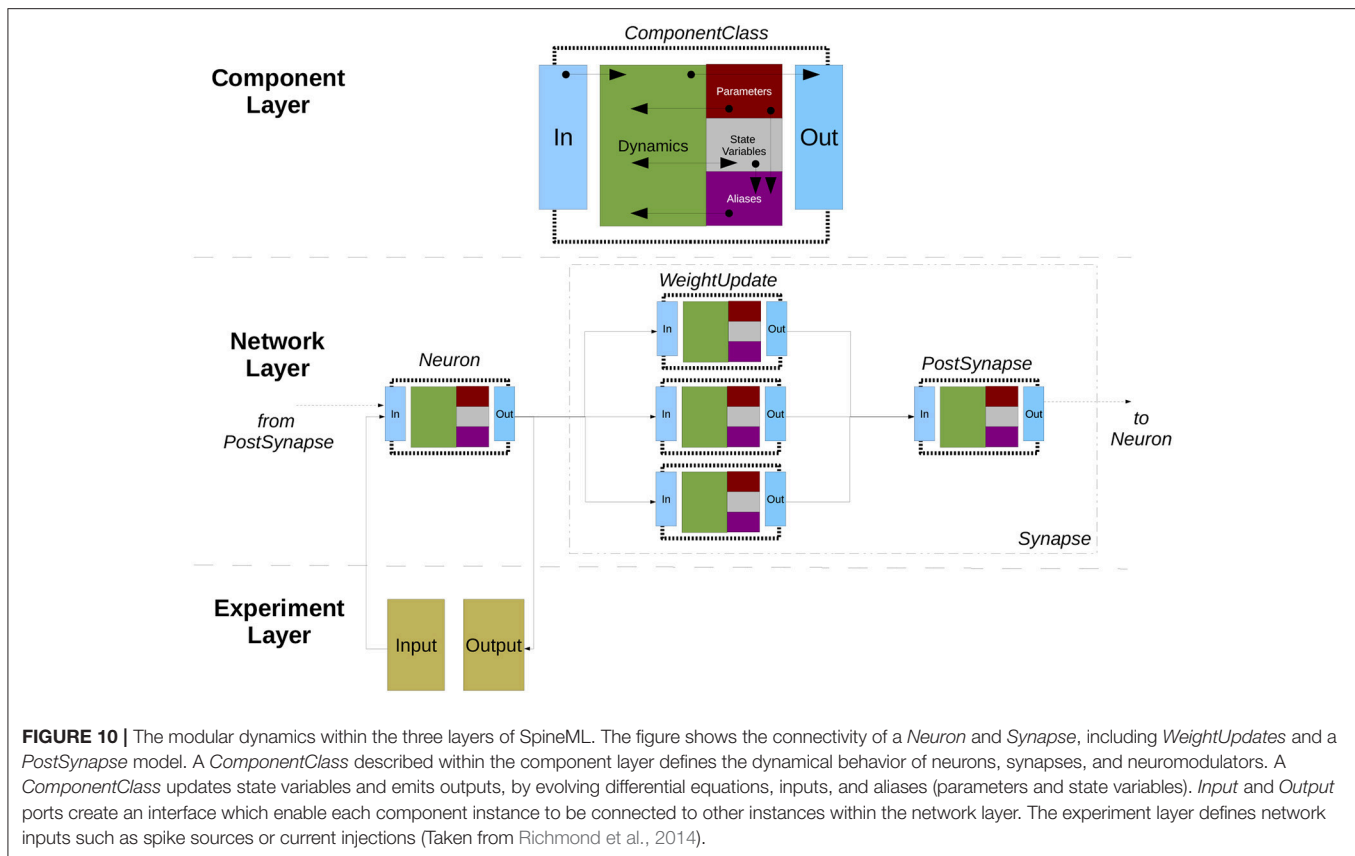 ComponentClass
Component
Layer
In
Dynamics
Parameters
State
Variables
Aliases
Out
WeightUpdate
In
Out
Network
Layer
Neuron
PostSynapse
In
Out
In
Out
In
Out
from
PostSynapse
to
Neuron
In
Out
Synapse
Experiment
Layer
Input
Output
FIGURE 10 | The modular dynamics within the three layers of SpineML. The figure shows the connectivity of a Neuron and Synapse, including WeightUpdates and a
PostSynapse model. A ComponentClass described within the component layer defines the dynamical behavior of neurons, synapses, and neuromodulators. A
ComponentClass updates state variables and emits outputs, by evolving differential equations, inputs, and aliases (parameters and state variables). Input and Output
ports create an interface which enable each component instance to be connected to other instances within the network layer. The experiment layer defines network
inputs such as spike sources or current injections (Taken from Richmond et al., 2014).